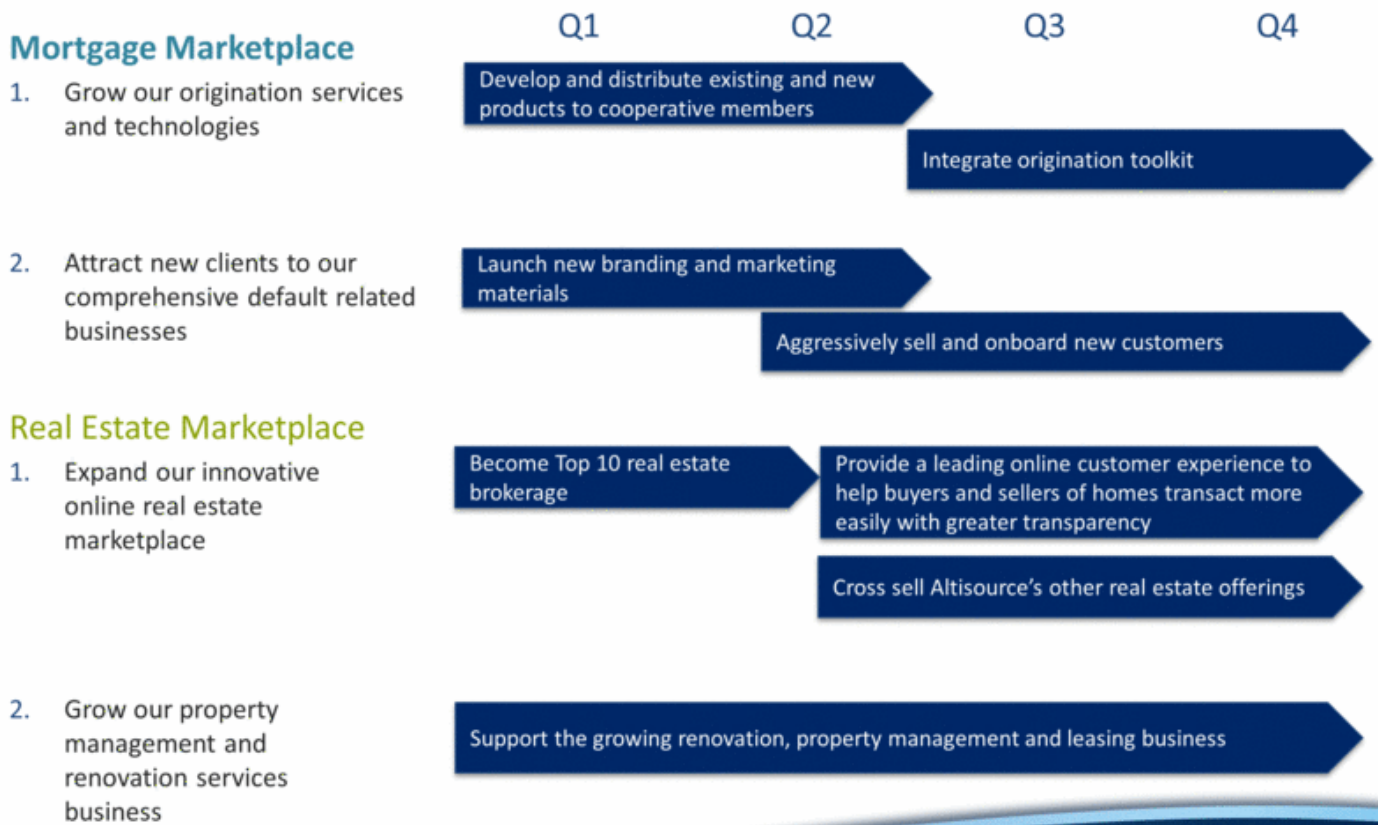 Q1 Q2 Q3 Q4
Mortgage Marketplace
1. Grow our origination services
and technologies
Develop and distribute existing and new
products to cooperative members
Integrate origination toolkit
2. Attract new clients to our
comprehensive default related
businesses
Launch new branding and marketing
materials
Aggressively sell and onboard new customers
Real Estate Marketplace
1. Expand our innovative
online real estate
marketplace
Become Top 10 real estate
brokerage
Provide a leading online customer experience to
help buyers and sellers of homes transact more
easily with greater transparency
Cross sell Altisource’s other real estate offerings
2. Grow our property
management and
renovation services
business
Support the growing renovation, property management and leasing business